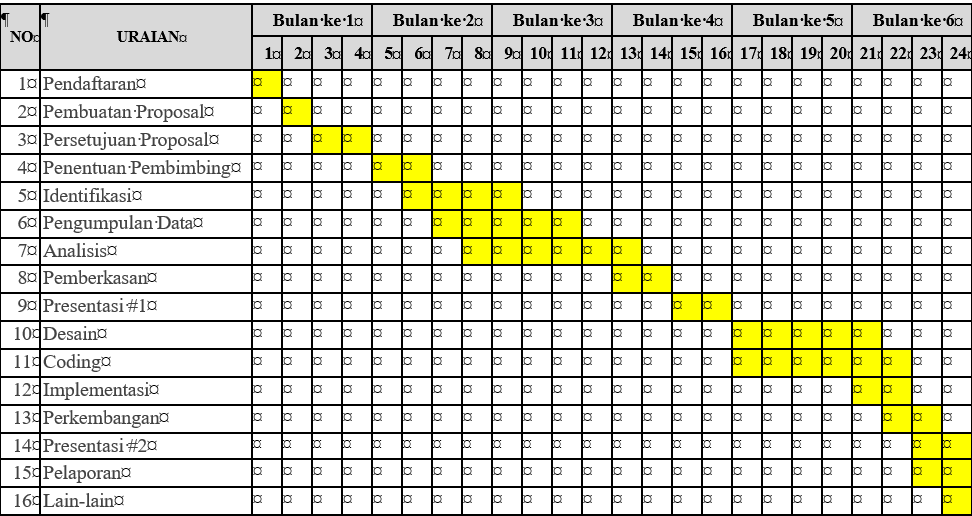 NO URAIAN Bulan ke 1 Bulan ke 2 Bulan ke 3 Bulan ke 4 Bulan ke 5 Bulan ke 6
1 2 3 4 5 6 7 8 9 10 11 12 13 14 15 16 17 18 19 20 21 22 23 24
1 Pendaftaran
2 Pembuatan Proposal
3 Persetujuan Proposal
4 Penentuan Pembimbing
5 Identifikasi
6 Pengumpulan Data
7 Analisis
8 Pemberkasan
9 Presentasi #1
10 Desain
11 Coding
12 Implementasi
13 Perkembangan
14 Presentasi #2
15 Pelaporan
16 Lain-lain